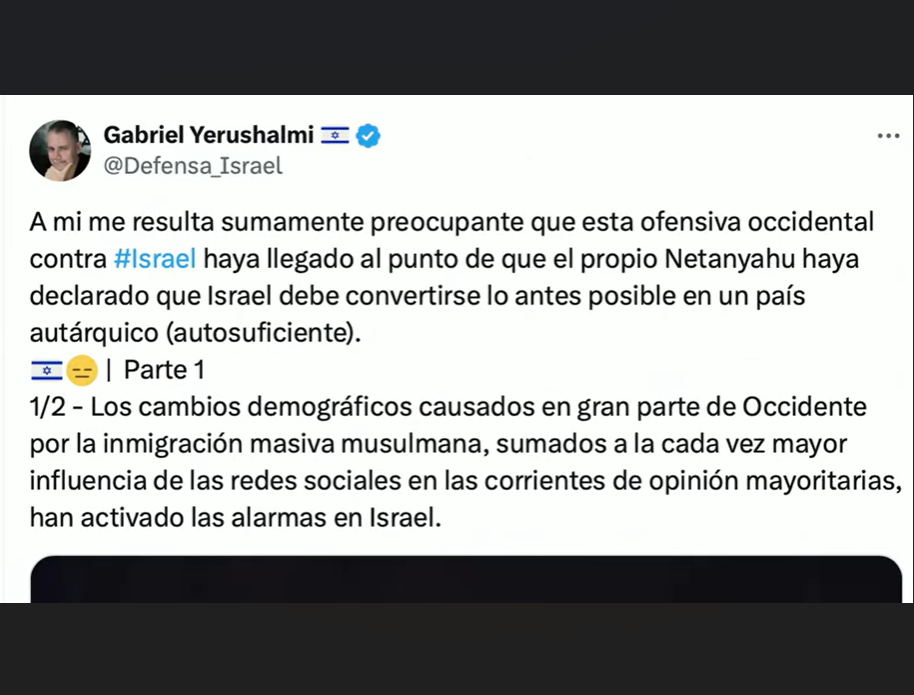 Gabriel Yerushalmi 🇮🇱
@Defensa_Israel
A mi me resulta sumamente preocupante que esta ofensiva occidental
contra #Israel haya llegado al punto de que el propio Netanyahu haya
declarado que Israel debe convertirse lo antes posible en un país
autárquico (autosuficiente).
🇮🇱😑 | Parte 1
1/2 - Los cambios demográficos causados en gran parte de Occidente
por la inmigración masiva musulmana, sumados a la cada vez mayor
influencia de las redes sociales en las corrientes de opinión mayoritarias,
han activado las alarmas en Israel.